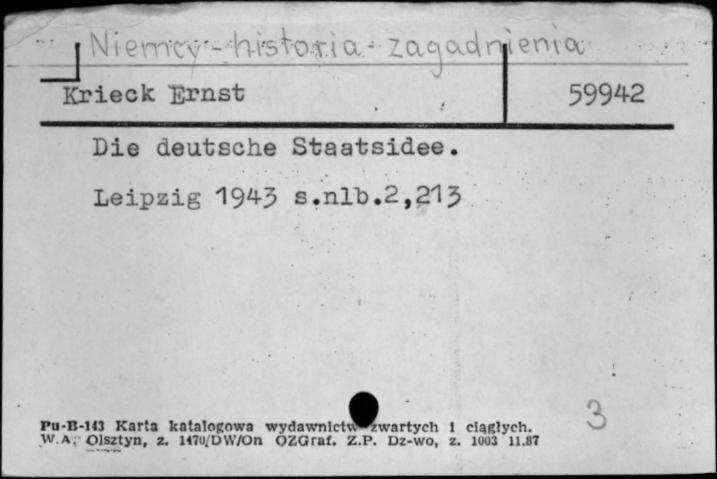 Niemcy - historia - zagadnienia
Krieck Ernst 59942
Die deutsche Staatsidee.
Leipzig 1943 s.nlb.2,213
3
Pu-B-143 Karta katalogowa wydawnictw zwartych i ciągłych.
W.A. Olsztyn, z. 1470/DW/On OZGraf. Z.P. Dz-wo, z. 1003 11.87